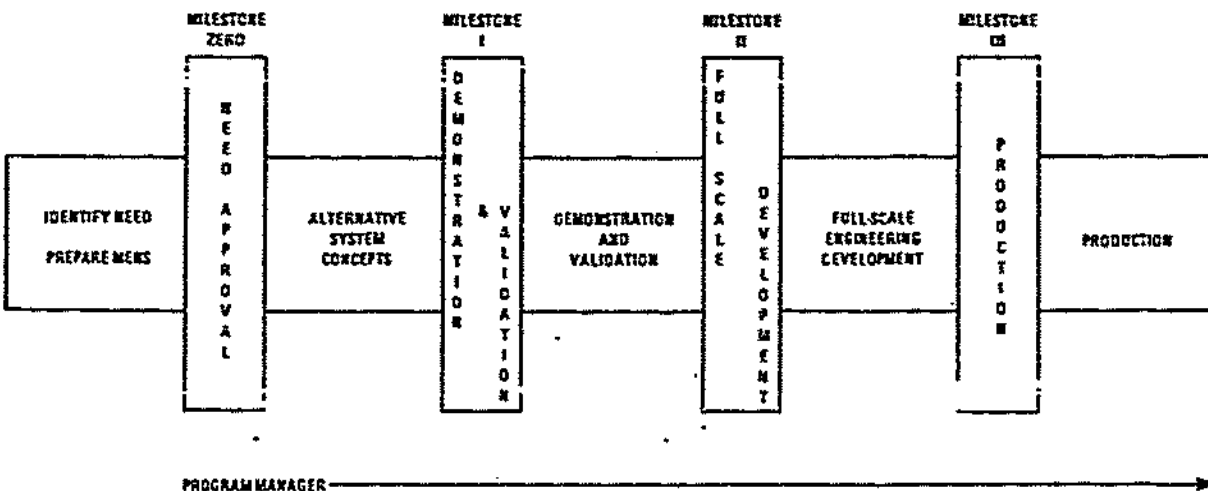 MILESTONE
ZERO
MILESTONE
I
MILESTONE
II
MILESTONE
III
NEED APPROVAL
DEMONSTRATION
& VALIDATION
FULL SCALE
DEVELOPMENT
PRODUCTION
IDENTIFY NEED
PREPARE MENS
ALTERNATIVE
SYSTEM
CONCEPTS
DEMONSTRATION
AND
VALIDATION
FULL-SCALE
ENGINEERING
DEVELOPMENT
PRODUCTION
PROGRAM MANAGER